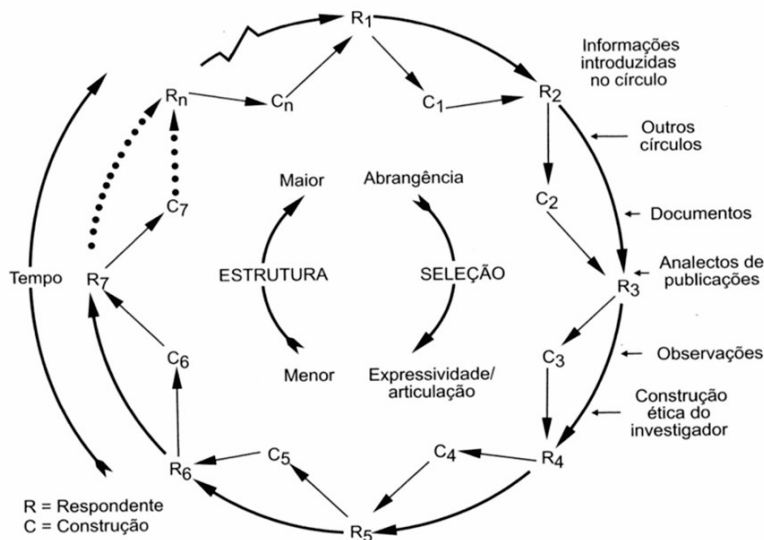 R1
Informações
introduzidas
no círculo
Rn
Cn
C1
R2
Outros
círculos
Maior
Abrangência
C7
C2
Documentos
Tempo
R7
ESTRUTURA
SELEÇÃO
R3
Analectos de
publicações
C6
C3
Observações
Menor
Expressividade/
articulação
Construção
ética do
investigador
R6
C5
C4
R4
R5
R = Respondente
C = Construção